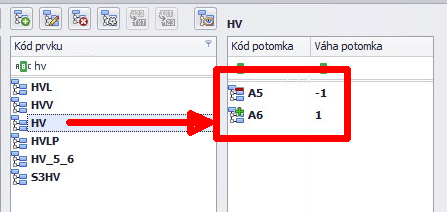 HV
Kód prvku
hv
HVL
HVV
HV
HVLP
HV_5_6
S3HV
Kód potomka Váha potomka
A5 -1
A6 1